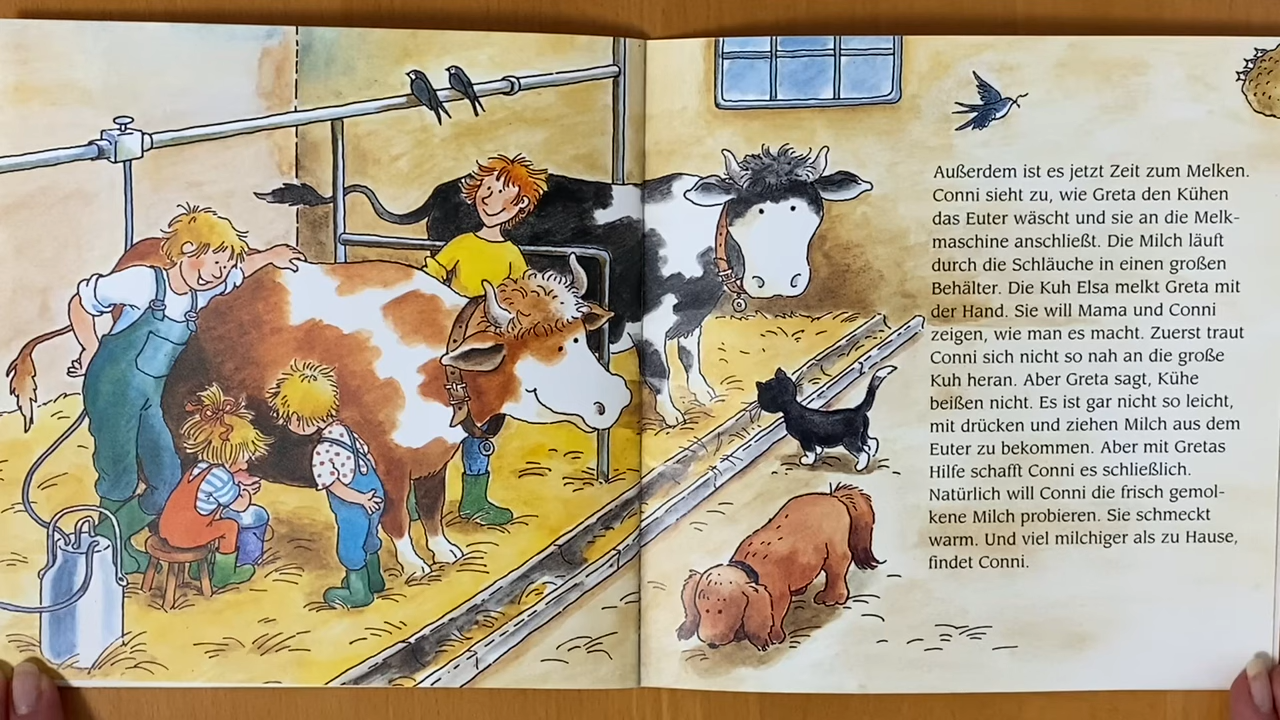 Außerdem ist es jetzt Zeit zum Melken.
Conni sieht zu, wie Greta den Kühen
das Euter wäscht und sie an die Melk-
maschine anschließt. Die Milch läuft
durch die Schläuche in einen großen
Behälter. Die Kuh Elsa melkt Greta mit
der Hand. Sie will Mama und Conni
zeigen, wie man es macht. Zuerst traut
Conni sich nicht so nah an die große
Kuh heran. Aber Greta sagt, Kühe
beißen nicht. Es ist gar nicht so leicht,
mit drücken und ziehen Milch aus dem
Euter zu bekommen. Aber mit Gretas
Hilfe schafft Conni es schließlich.
Natürlich will Conni die frisch gemol-
kene Milch probieren. Sie schmeckt
warm. Und viel milchiger als zu Hause,
findet Conni.